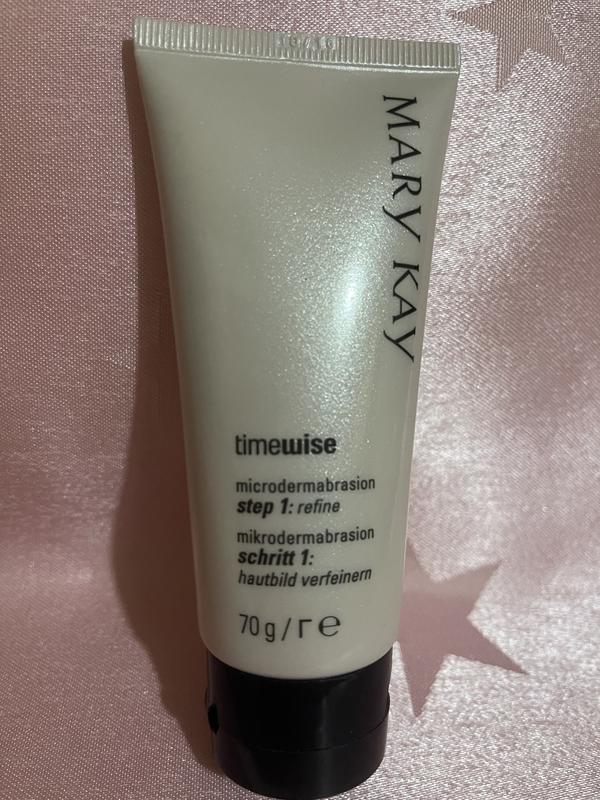 MARY KAY
timewise
microdermabrasion
step 1: refine
mikrodermabrasion
schritt 1:
hautbild verfeinern
70 g / г e